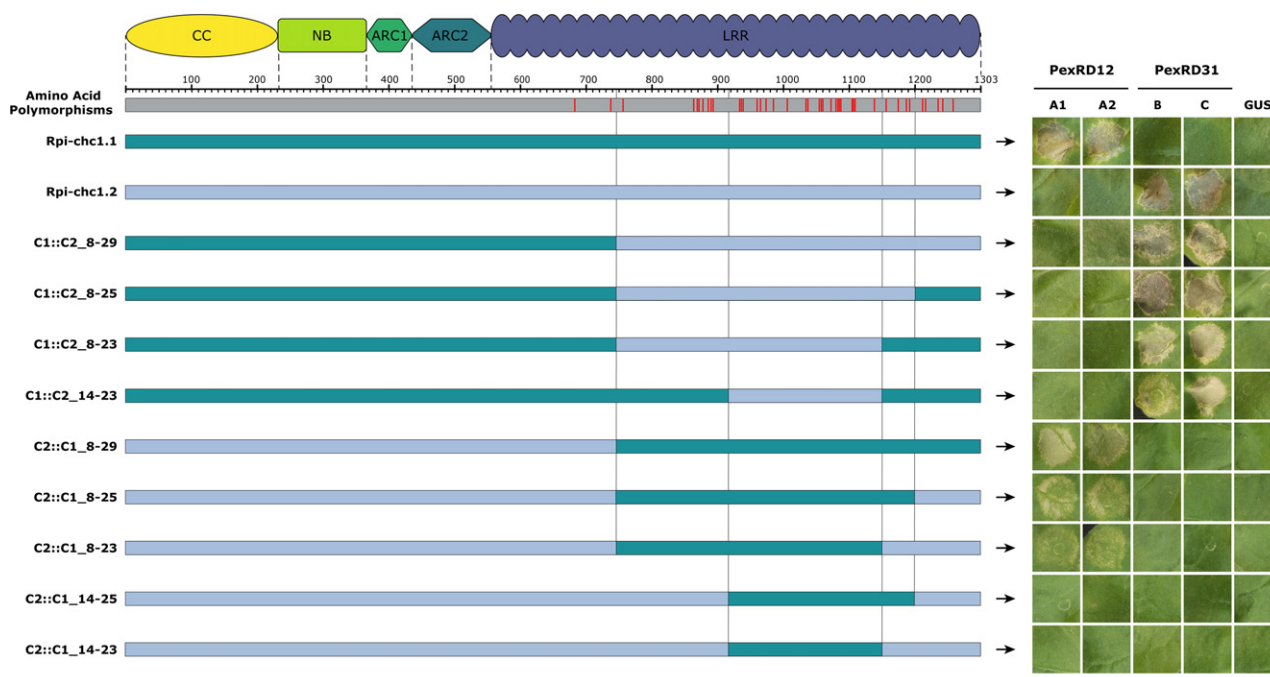 CC NB ARC1 ARC2 LRR
100 200 300 400 500 600 700 800 900 1000 1100 1200 1303
PexRD12 PexRD31
Amino Acid
Polymorphisms
A1 A2 B C GUS
Rpi-chc1.1
Rpi-chc1.2
C1::C2_8-29
C1::C2_8-25
C1::C2_8-23
C1::C2_14-23
C2::C1_8-29
C2::C1_8-25
C2::C1_8-23
C2::C1_14-25
C2::C1_14-23